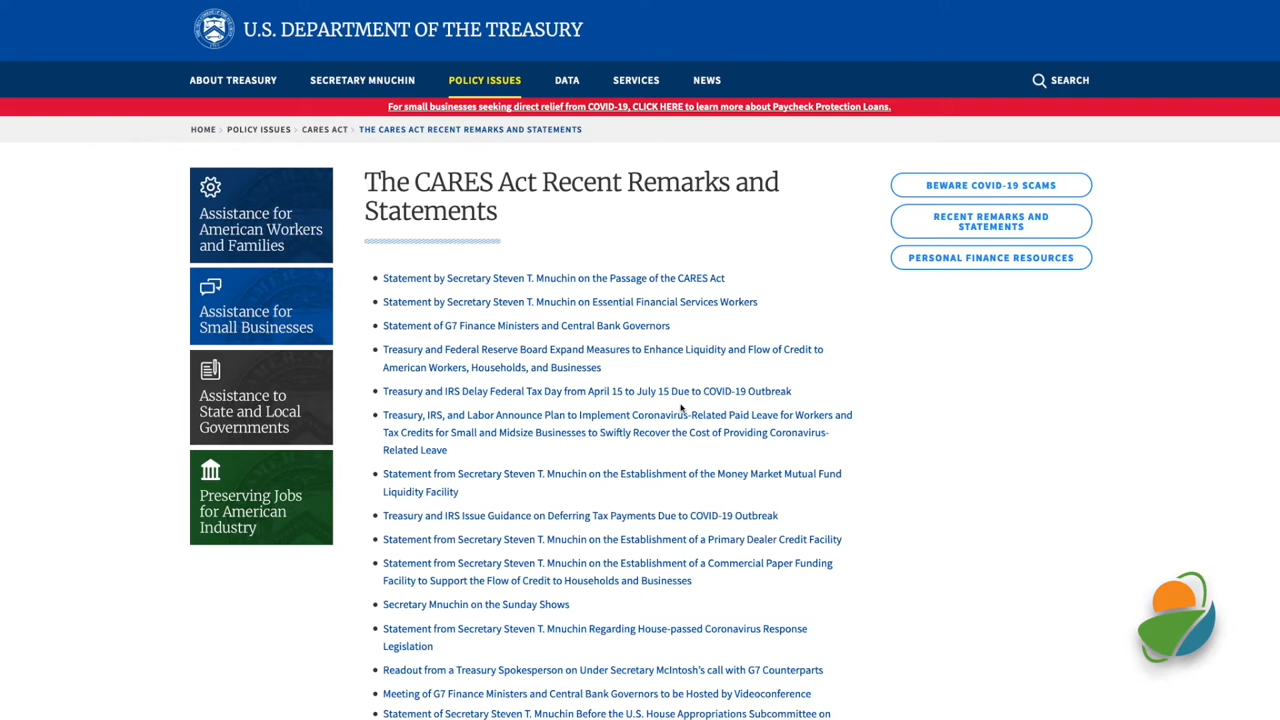 U.S. DEPARTMENT OF THE TREASURY
ABOUT TREASURY SECRETARY MNUCHIN POLICY ISSUES DATA SERVICES NEWS SEARCH
For small businesses seeking direct relief from COVID-19, CLICK HERE to learn more about Paycheck Protection Loans.
HOME > POLICY ISSUES > CARES ACT > THE CARES ACT RECENT REMARKS AND STATEMENTS
Assistance for
American Workers
and Families
Assistance for
Small Businesses
Assistance to
State and Local
Governments
Preserving Jobs
for American
Industry
The CARES Act Recent Remarks and
Statements
Statement by Secretary Steven T. Mnuchin on the Passage of the CARES Act
Statement by Secretary Steven T. Mnuchin on Essential Financial Services Workers
Statement of G7 Finance Ministers and Central Bank Governors
Treasury and Federal Reserve Board Expand Measures to Enhance Liquidity and Flow of Credit to
American Workers, Households, and Businesses
Treasury and IRS Delay Federal Tax Day from April 15 to July 15 Due to COVID-19 Outbreak
Treasury, IRS, and Labor Announce Plan to Implement Coronavirus-Related Paid Leave for Workers and
Tax Credits for Small and Midsize Businesses to Swiftly Recover the Cost of Providing Coronavirus-
Related Leave
Statement from Secretary Steven T. Mnuchin on the Establishment of the Money Market Mutual Fund
Liquidity Facility
Treasury and IRS Issue Guidance on Deferring Tax Payments Due to COVID-19 Outbreak
Statement from Secretary Steven T. Mnuchin on the Establishment of a Primary Dealer Credit Facility
Statement from Secretary Steven T. Mnuchin on the Establishment of a Commercial Paper Funding
Facility to Support the Flow of Credit to Households and Businesses
Secretary Mnuchin on the Sunday Shows
Statement from Secretary Steven T. Mnuchin Regarding House-passed Coronavirus Response
Legislation
Readout from a Treasury Spokesperson on Under Secretary McIntosh's call with G7 Counterparts
Meeting of G7 Finance Ministers and Central Bank Governors to be Hosted by Videoconference
Statement of Secretary Steven T. Mnuchin Before the U.S. House Appropriations Subcommittee on
BEWARE COVID-19 SCAMS
RECENT REMARKS AND
STATEMENTS
PERSONAL FINANCE RESOURCES